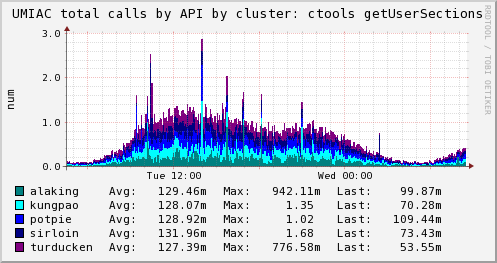 UMIAC total calls by API by cluster: ctools getUserSections
RRDTOOL / TOBI OETIKER
3.0
2.0
1.0
0.0
num
Tue 12:00 Wed 00:00
alaking Avg: 129.46m Max: 942.11m Last: 99.87m
kungpao Avg: 128.07m Max: 1.35 Last: 70.28m
potpie Avg: 128.92m Max: 1.02 Last: 109.44m
sirloin Avg: 131.96m Max: 1.68 Last: 73.43m
turducken Avg: 127.39m Max: 776.58m Last: 53.55m